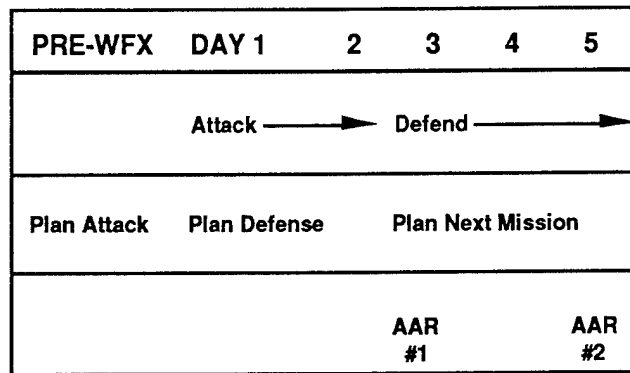 PRE-WFX DAY 1 2 3 4 5
Attack Defend
Plan Attack Plan Defense Plan Next Mission
AAR AAR
#1 #2